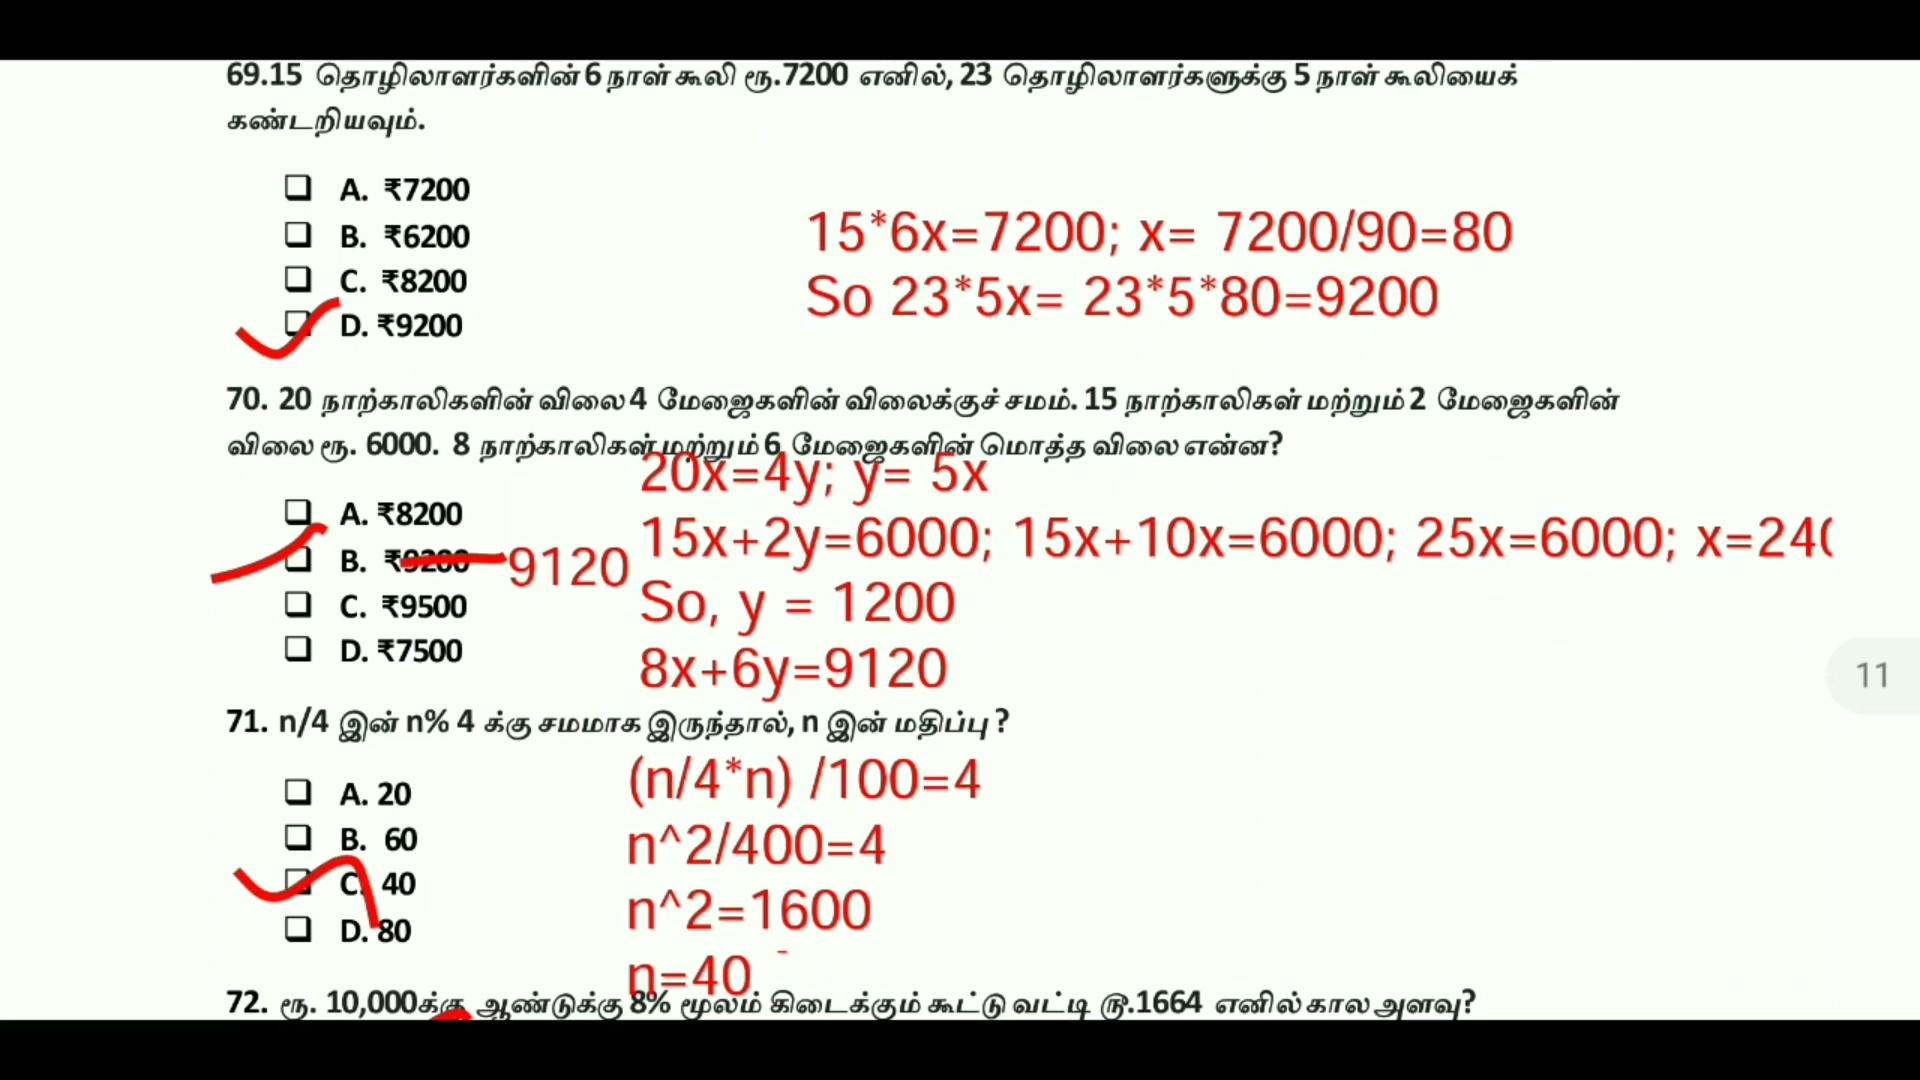 69.15 தொழிலாளர்களின் 6 நாள் கூலி ரூ.7200 எனில், 23 தொழிலாளர்களுக்கு 5 நாள் கூலியைக்
கண்டறியவும்.
A. ₹7200
B. ₹6200
C. ₹8200
D. ₹9200
15*6x=7200; x= 7200/90=80
So 23*5x= 23*5*80=9200
70. 20 நாற்காலிகளின் விலை 4 மேஜைகளின் விலைக்குச் சமம். 15 நாற்காலிகள் மற்றும் 2 மேஜைகளின்
விலை ரூ. 6000. 8 நாற்காலிகள் மற்றும் 6 மேஜைகளின் மொத்த விலை என்ன?
A. ₹8200
B. ₹9200 9120
C. ₹9500
D. ₹7500
20x=4y; y= 5x
15x+2y=6000; 15x+10x=6000; 25x=6000; x=240
So, y = 1200
8x+6y=9120
71. n/4 இன் n% 4 க்கு சமமாக இருந்தால், n இன் மதிப்பு ?
A. 20
B. 60
C. 40
D. 80
(n/4*n) /100=4
n^2/400=4
n^2=1600
n=40
72. ரூ. 10,000க்கு ஆண்டுக்கு 8% மூலம் கிடைக்கும் கூட்டு வட்டி ரூ.1664 எனில் கால அளவு?
11